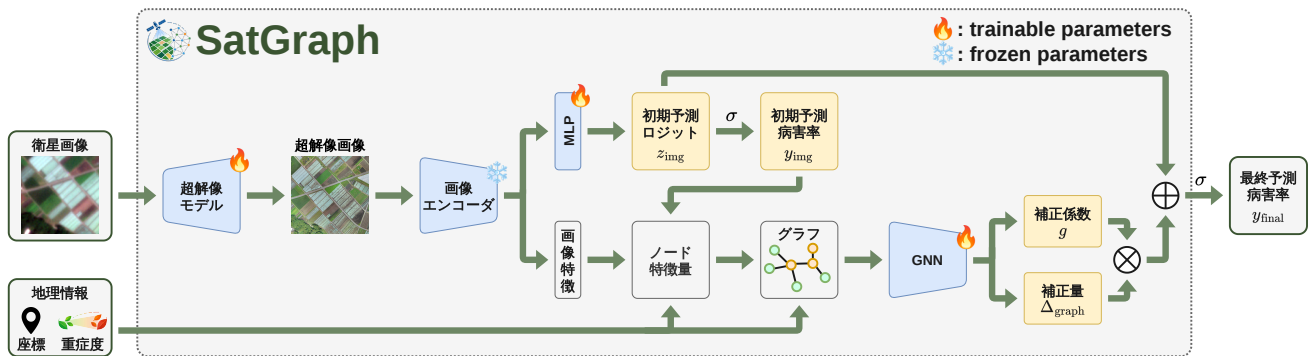 SatGraph
🔥: trainable parameters
❄️: frozen parameters
衛星画像
超解像
モデル
超解像画像
画像
エンコーダ
MLP
初期予測
ロジット
z_img
σ
初期予測
病害率
y_img
画像特徴
ノード
特徴量
グラフ
GNN
補正係数
g
補正量
Δ_graph
σ
最終予測
病害率
y_final
地理情報
座標
重症度